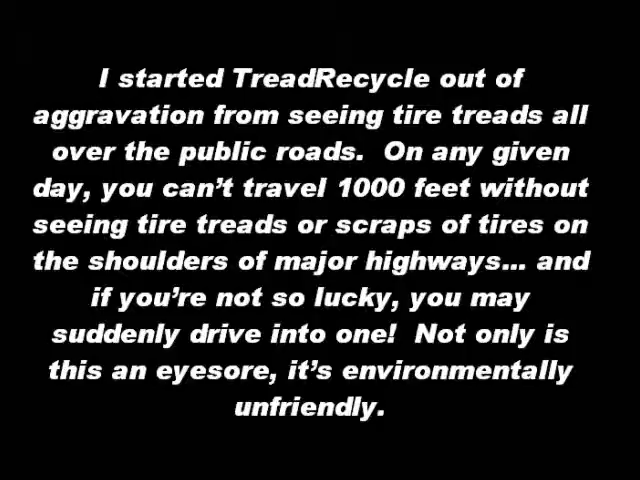 I started TreadRecycle out of
aggravation from seeing tire treads all
over the public roads.  On any given
day, you can’t travel 1000 feet without
seeing tire treads or scraps of tires on
the shoulders of major highways... and
if you’re not so lucky, you may
suddenly drive into one!  Not only is
this an eyesore, it’s environmentally
unfriendly.